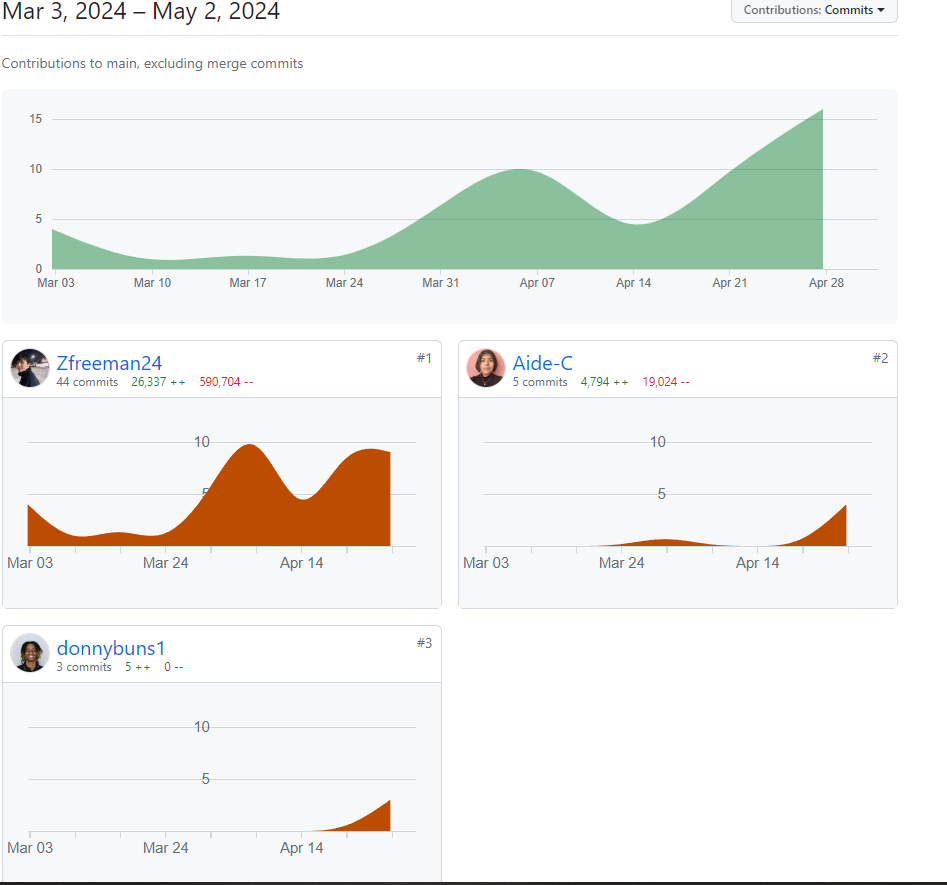 Mar 3, 2024 – May 2, 2024
Contributions: Commits
Contributions to main, excluding merge commits
15
10
5
0
Mar 03 Mar 10 Mar 17 Mar 24 Mar 31 Apr 07 Apr 14 Apr 21 Apr 28
Zfreeman24
#1
44 commits 26,337 ++ 590,704 --
10
5
Mar 03 Mar 24 Apr 14
Aide-C
#2
5 commits 4,794 ++ 19,024 --
10
5
Mar 03 Mar 24 Apr 14
donnybuns1
#3
3 commits 5 ++ 0 --
10
5
Mar 03 Mar 24 Apr 14